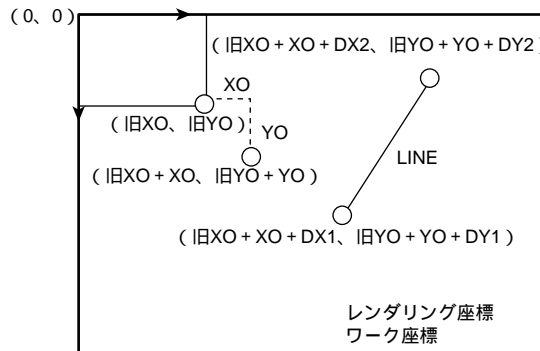 (0、0)
(旧XO + XO + DX2、旧YO + YO + DY2)
XO
(旧XO、旧YO)
YO
(旧XO + XO、旧YO + YO)
LINE
(旧XO + XO + DX1、旧YO + YO + DY1)
レンダリング座標
ワーク座標